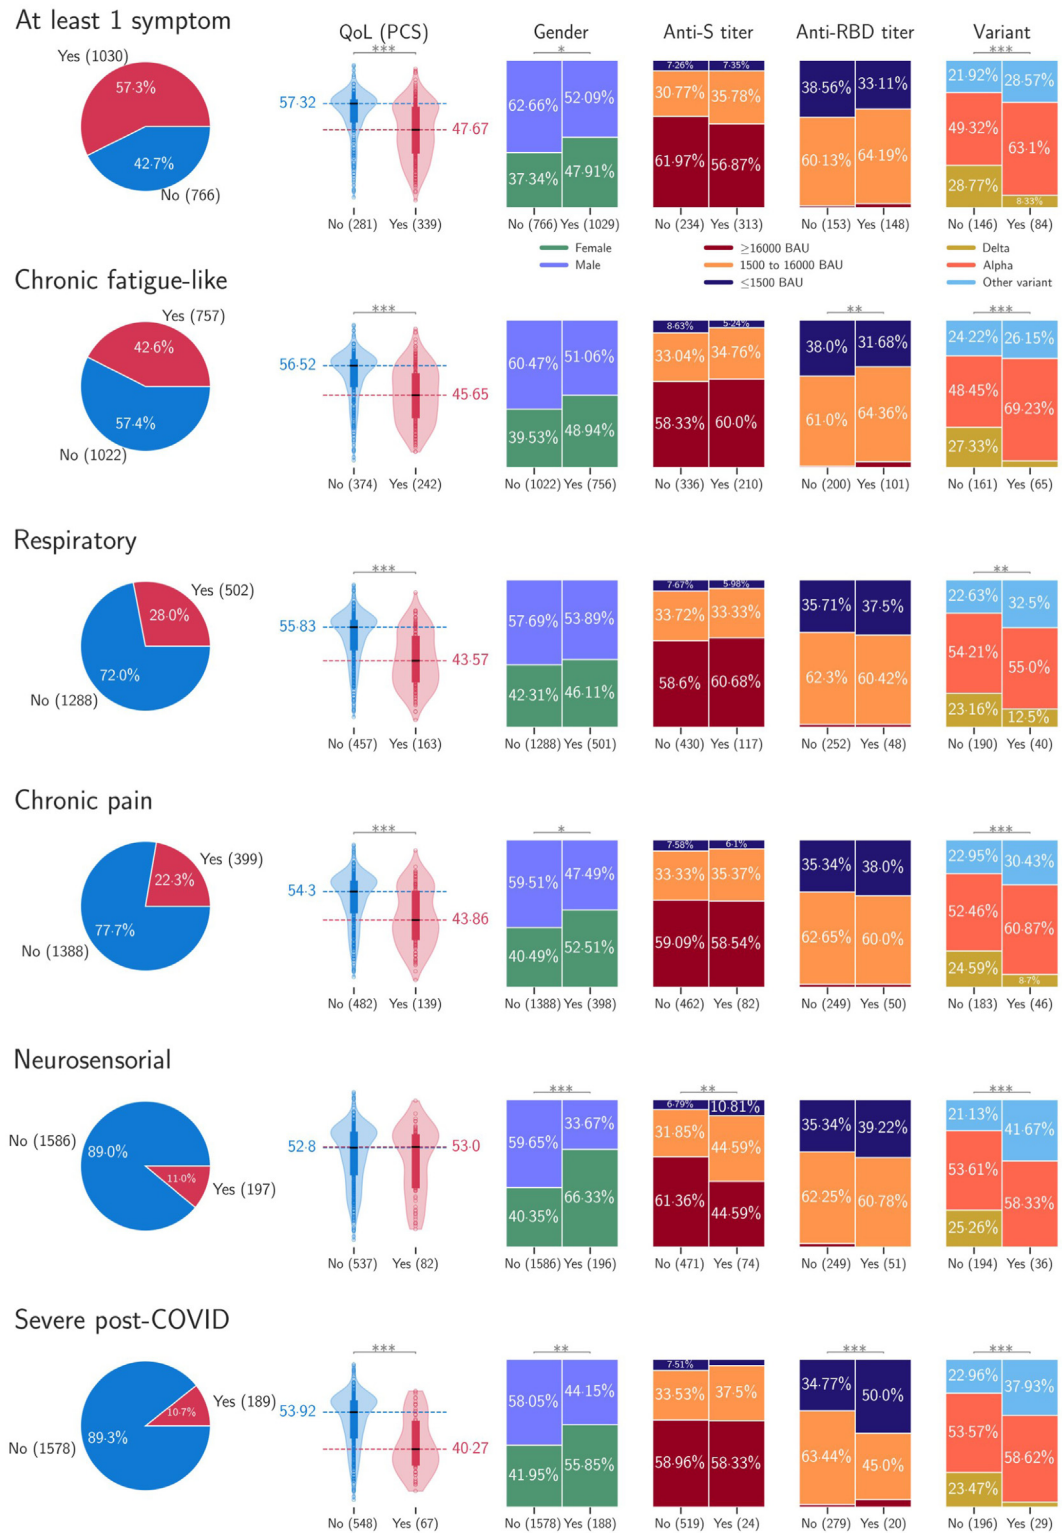 At least 1 symptom
QoL (PCS) Gender Anti-S titer Anti-RBD titer Variant
*** * ***
Yes (1030)
57·3%
42·7%
No (766)
57·32
47·67
62·66% 52·09%
37·34% 47·91%
7·26% 7·35%
30·77% 35·78%
61·97% 56·87%
38·56% 33·11%
60·13% 64·19%
21·92% 28·57%
49·32% 63·1%
28·77% 8·33%
No (281) Yes (339) No (766) Yes (1029) No (234) Yes (313) No (153) Yes (148) No (146) Yes (84)
Female
Male
≥16000 BAU
1500 to 16000 BAU
≤1500 BAU
Delta
Alpha
Other variant
Chronic fatigue-like
*** ** ***
Yes (757)
42·6%
57·4%
No (1022)
56·52
45·65
60·47% 51·06%
39·53% 48·94%
8·63% 5·24%
33·04% 34·76%
58·33% 60·0%
38·0% 31·68%
61·0% 64·36%
24·22% 26·15%
48·45% 69·23%
27·33%
No (374) Yes (242) No (1022) Yes (756) No (336) Yes (210) No (200) Yes (101) No (161) Yes (65)
Respiratory
*** **
Yes (502)
28·0%
72·0%
No (1288)
55·83
43·57
57·69% 53·89%
42·31% 46·11%
7·67% 5·98%
33·72% 33·33%
58·6% 60·68%
35·71% 37·5%
62·3% 60·42%
22·63% 32·5%
54·21% 55·0%
23·16% 12·5%
No (457) Yes (163) No (1288) Yes (501) No (430) Yes (117) No (252) Yes (48) No (190) Yes (40)
Chronic pain
*** * ***
Yes (399)
22·3%
77·7%
No (1388)
54·3
43·86
59·51% 47·49%
40·49% 52·51%
7·58% 6·1%
33·33% 35·37%
59·09% 58·54%
35·34% 38·0%
62·65% 60·0%
22·95% 30·43%
52·46% 60·87%
24·59% 8·7%
No (482) Yes (139) No (1388) Yes (398) No (462) Yes (82) No (249) Yes (50) No (183) Yes (46)
Neurosensorial
*** ** ***
No (1586)
89·0%
11·0%
Yes (197)
52·8
53·0
59·65% 33·67%
40·35% 66·33%
6·79% 10·81%
31·85% 44·59%
61·36% 44·59%
35·34% 39·22%
62·25% 60·78%
21·13% 41·67%
53·61% 58·33%
25·26%
No (537) Yes (82) No (1586) Yes (196) No (471) Yes (74) No (249) Yes (51) No (194) Yes (36)
Severe post-COVID
*** ** *** ***
Yes (189)
10·7%
89·3%
No (1578)
53·92
40·27
58·05% 44·15%
41·95% 55·85%
7·51%
33·53% 37·5%
58·96% 58·33%
34·77% 50·0%
63·44% 45·0%
22·96% 37·93%
53·57% 58·62%
23·47%
No (548) Yes (67) No (1578) Yes (188) No (519) Yes (24) No (279) Yes (20) No (196) Yes (29)